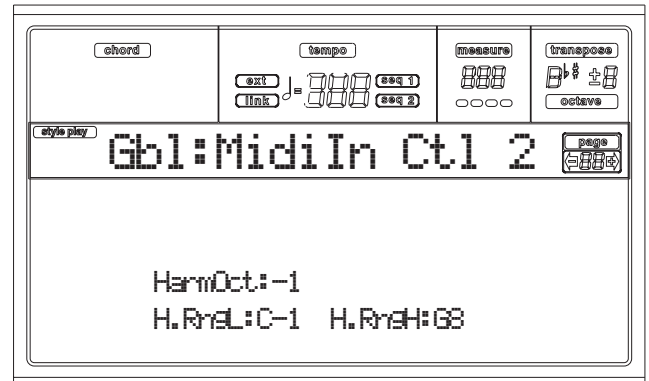 chord tempo measure transpose
ext seq 1
link seq 2
octave
style play Gbl:MidiIn Ctl 2 page
HarmOct:-1
H.RngL:C-1 H.RngH:G8